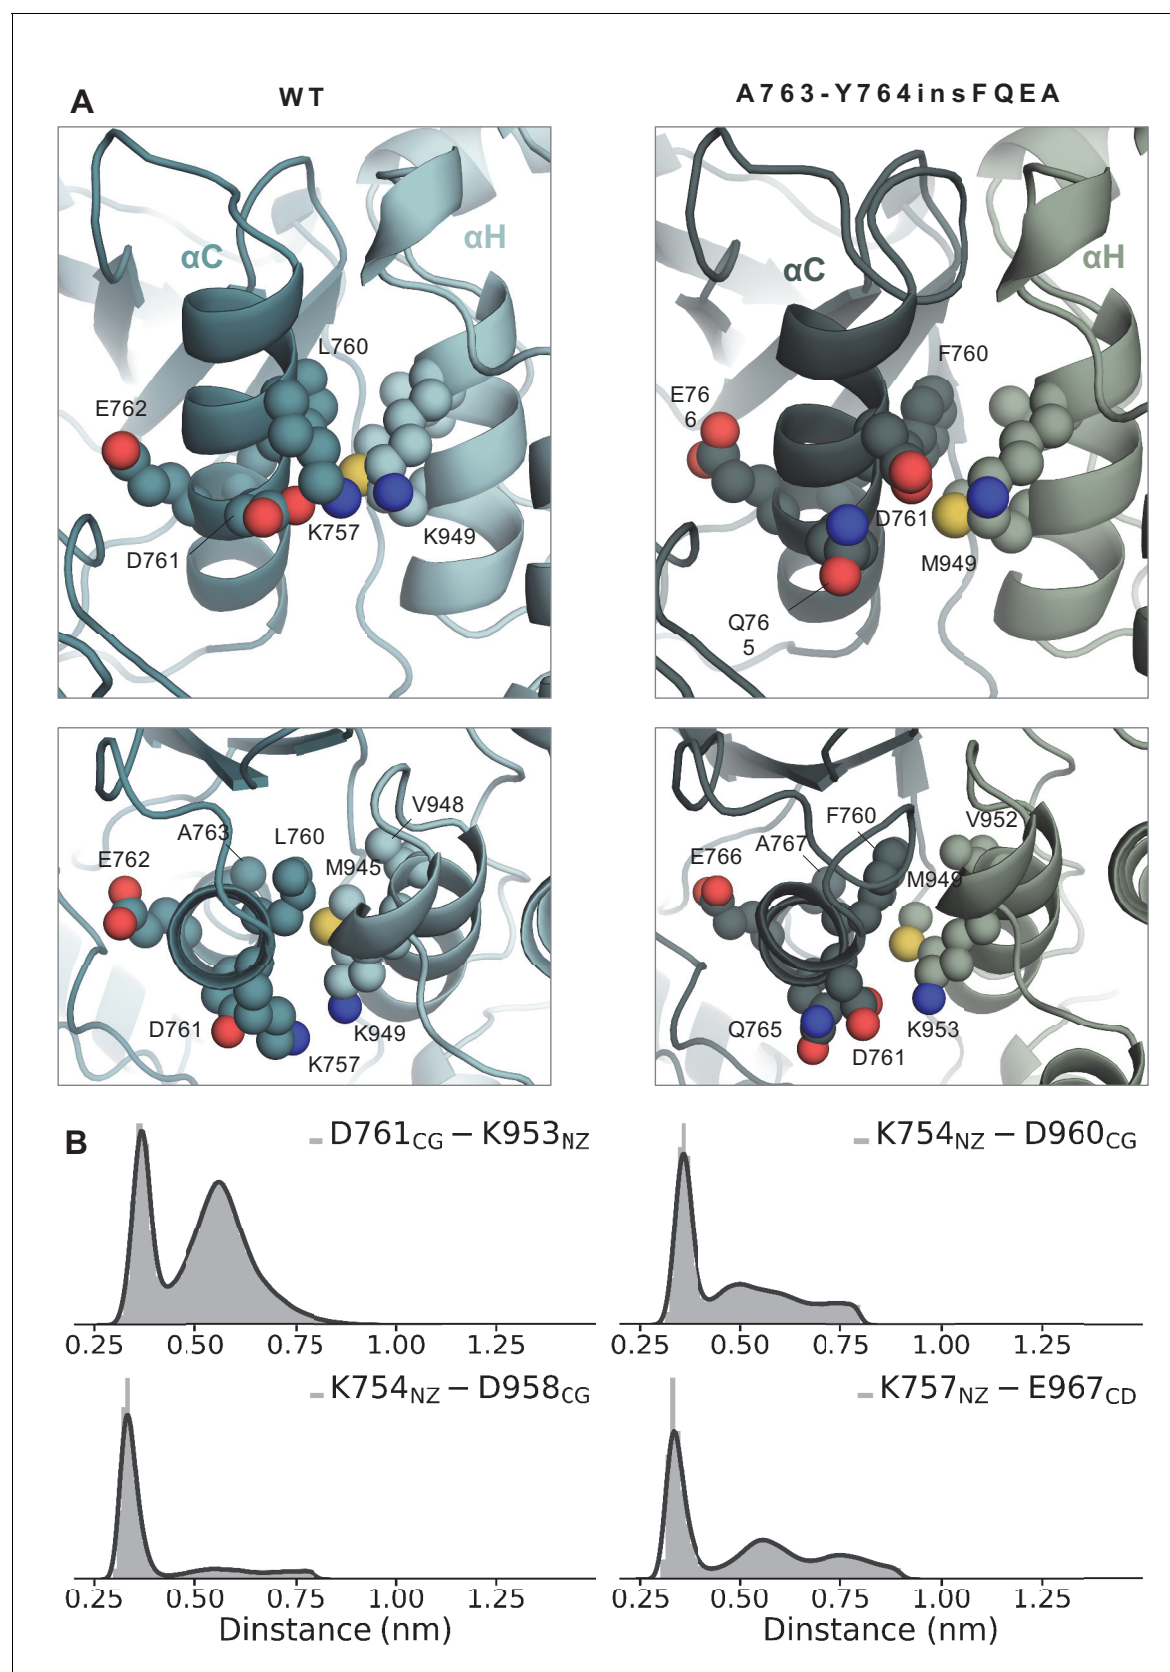 A
WT
A763-Y764insFQEA
αC
αH
L760
E762
D761
K757
K949
αC
αH
F760
E76
6
D761
M949
Q76
5
V948
A763
L760
E762
M945
D761
K949
K757
V952
F760
A767
E766
M949
Q765
K953
D761
B
D761CG – K953NZ
K754NZ – D960CG
0.25 0.50 0.75 1.00 1.25
0.25 0.50 0.75 1.00 1.25
K754NZ – D958CG
K757NZ – E967CD
0.25 0.50 0.75 1.00 1.25
0.25 0.50 0.75 1.00 1.25
Dinstance (nm)
Dinstance (nm)